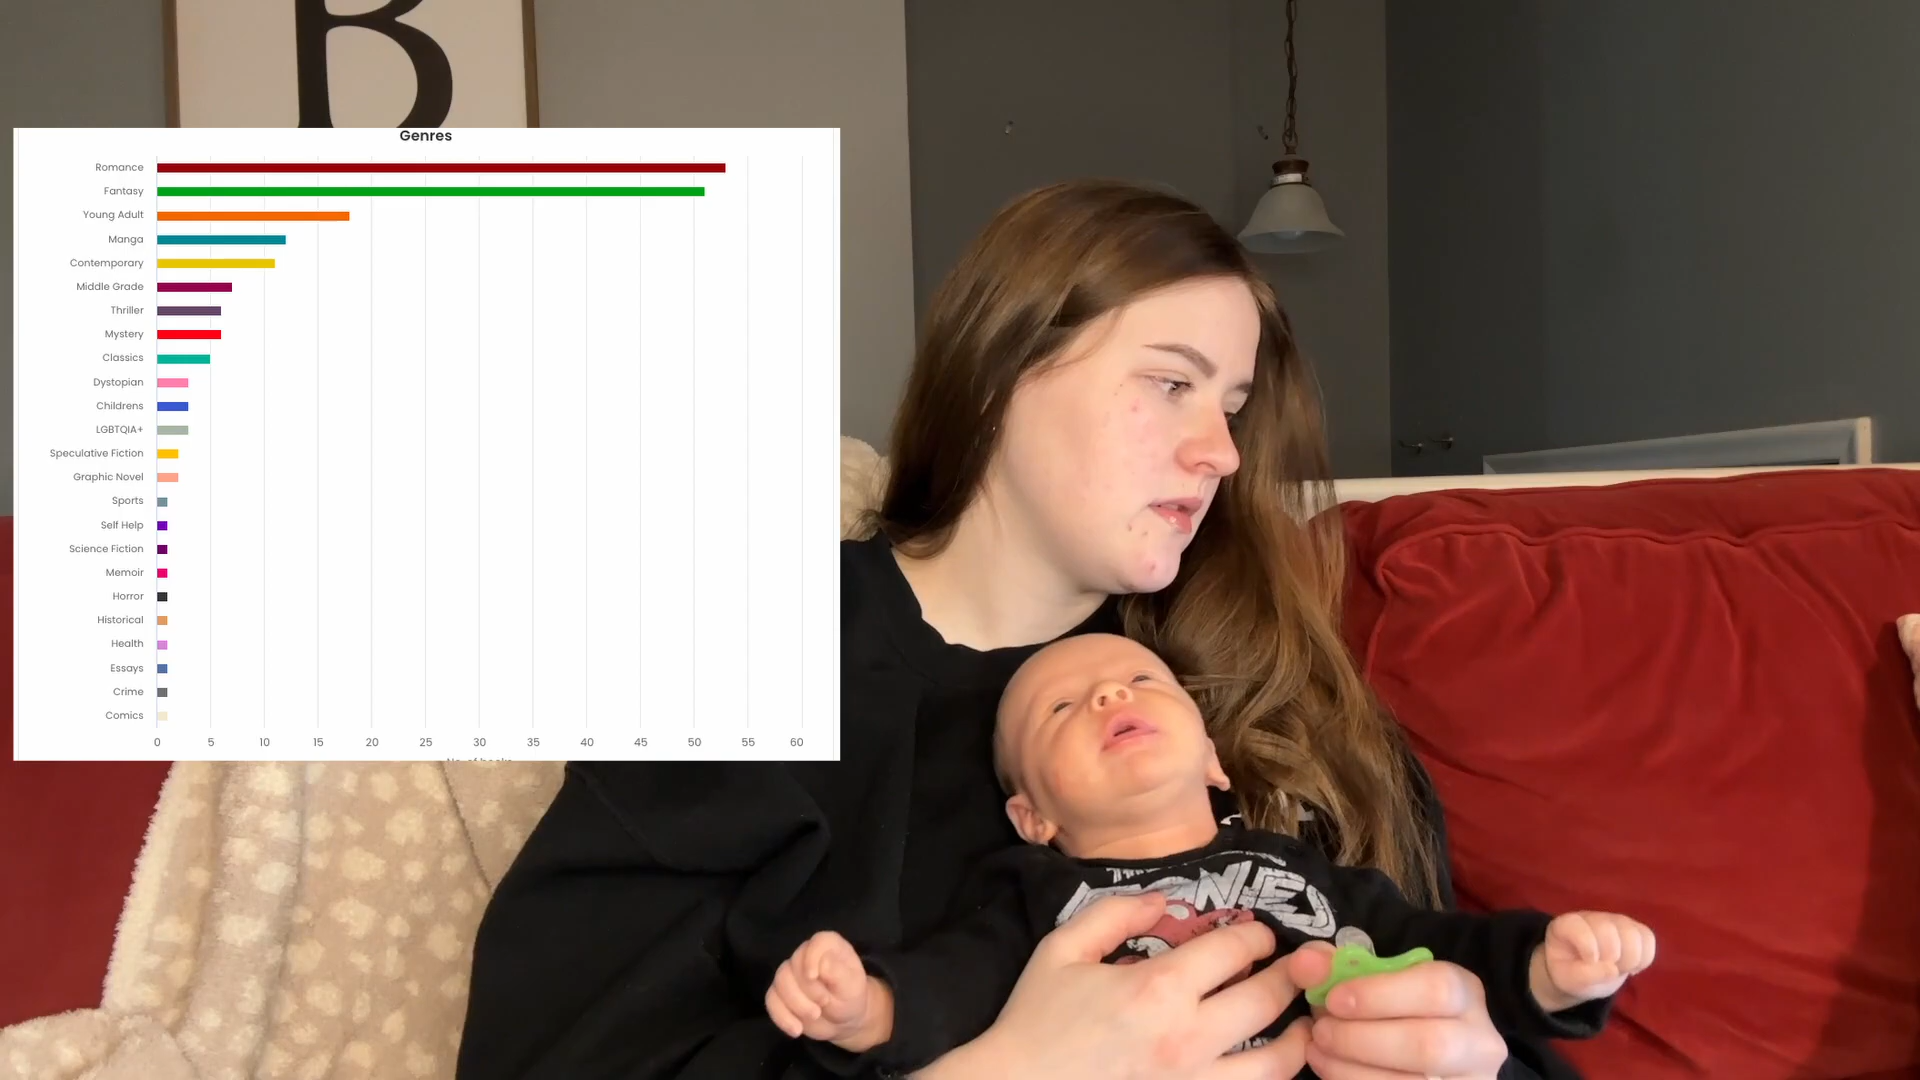 B
Genres
Romance
Fantasy
Young Adult
Manga
Contemporary
Middle Grade
Thriller
Mystery
Classics
Dystopian
Childrens
LGBTQIA+
Speculative Fiction
Graphic Novel
Sports
Self Help
Science Fiction
Memoir
Horror
Historical
Health
Essays
Crime
Comics
0 5 10 15 20 25 30 35 40 45 50 55 60